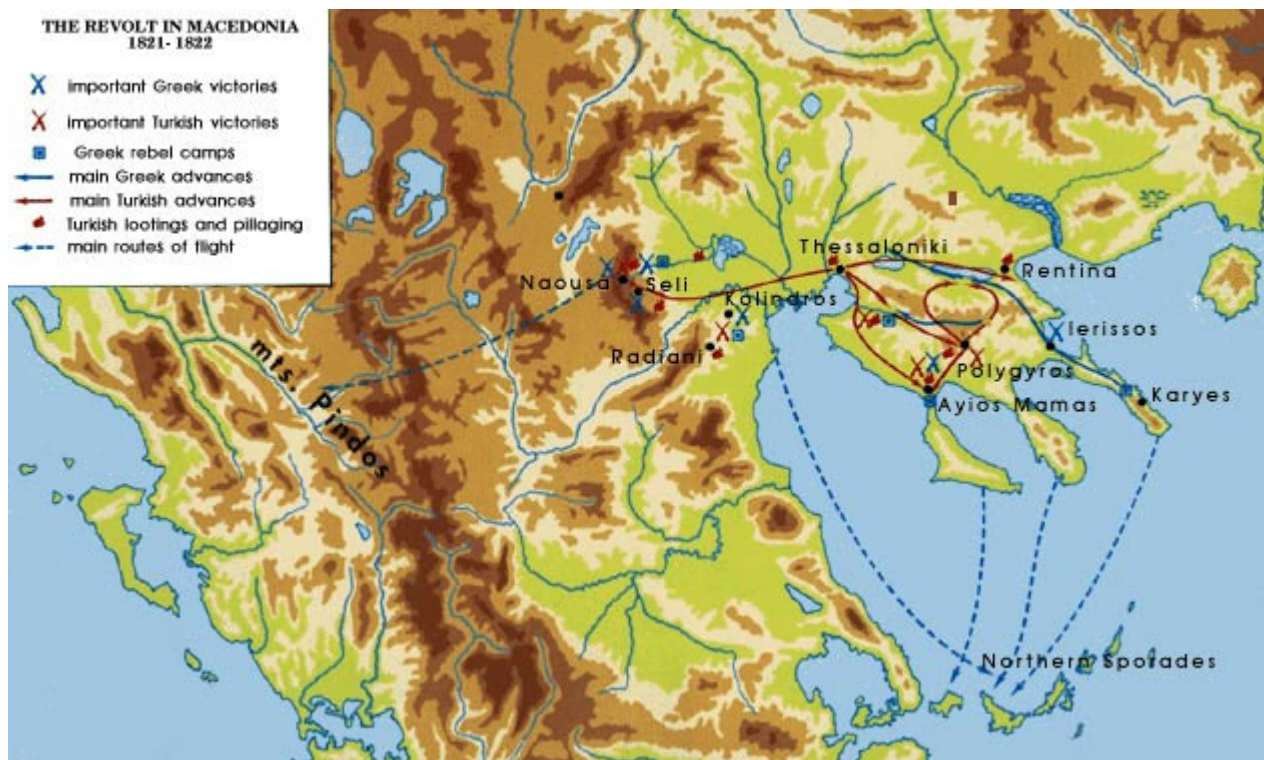 THE REVOLT IN MACEDONIA
1821- 1822
important Greek victories
important Turkish victories
Greek rebel camps
main Greek advances
main Turkish advances
Turkish lootings and pillaging
main routes of flight
Thessaloniki
Rentina
Naousa
Seli
Kolindros
Ierissos
Radiani
Polygyros
Karyes
Ayios Mamas
mts. Pindos
Northern Sporades